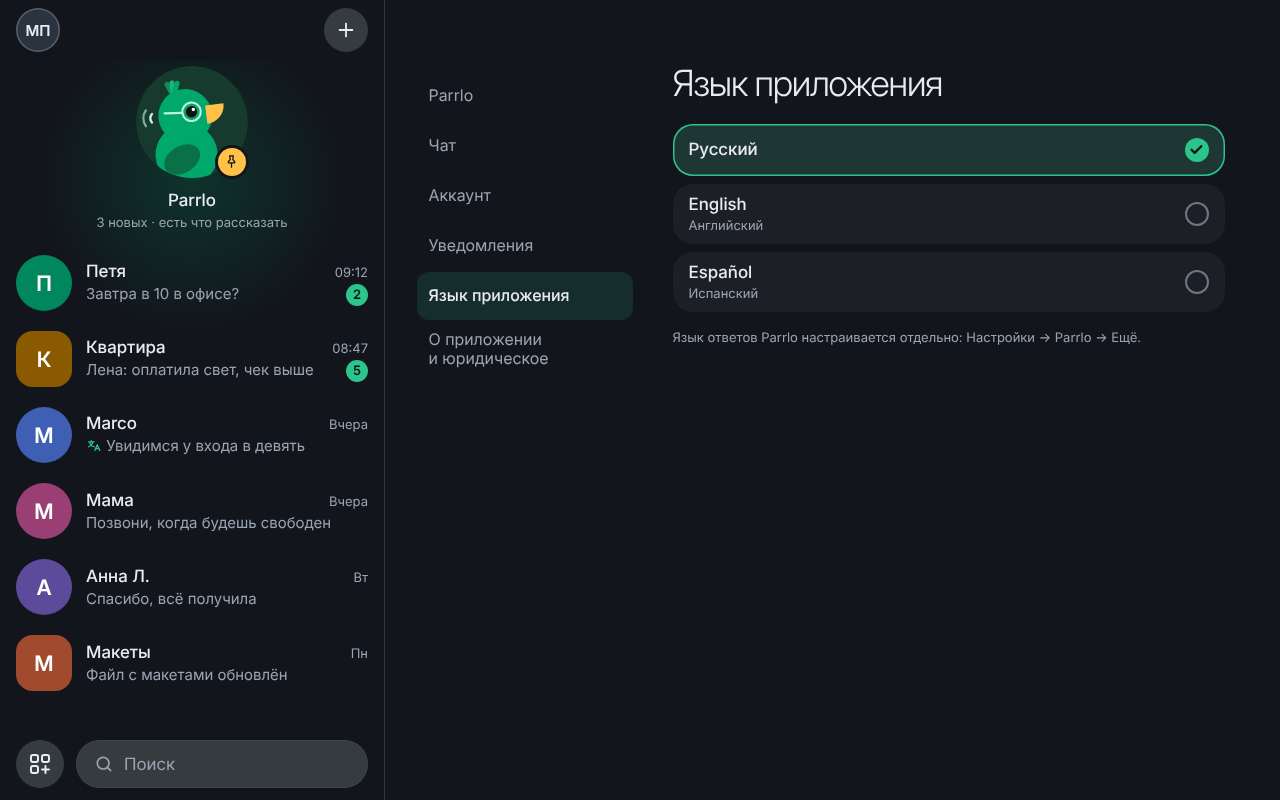 МП
Parrlo
3 новых · есть что рассказать
П
Петя
09:12
Завтра в 10 в офисе?
2
К
Квартира
08:47
Лена: оплатила свет, чек выше
5
M
Marco
Вчера
Увидимся у входа в девять
М
Мама
Вчера
Позвони, когда будешь свободен
А
Анна Л.
Вт
Спасибо, всё получила
М
Макеты
Пн
Файл с макетами обновлён
Поиск
Parrlo
Чат
Аккаунт
Уведомления
Язык приложения
О приложении
и юридическое
Язык приложения
Русский
English
Английский
Español
Испанский
Язык ответов Parrlo настраивается отдельно: Настройки → Parrlo → Ещё.